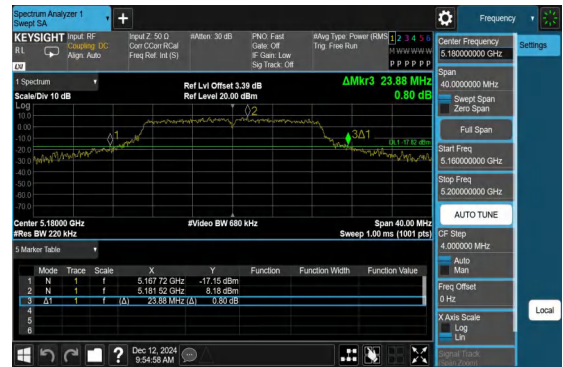 Spectrum Analyzer 1
Swept SA
+
Frequency
KEYSIGHT
RL
Input: RF
Coupling: DC
Align: Auto
Input Z: 50 Ω
Corr CCorr RCal
Freq Ref: Int (S)
#Atten: 30 dB
PNO: Fast
Gate: Off
IF Gain: Low
Sig Track: Off
#Avg Type: Power (RMS
Trig: Free Run
1 2 3 4 5 6
M W W W W W
P P P P P P
LXI
1 Spectrum
Scale/Div 10 dB
Ref Lvl Offset 3.39 dB
Ref Level 20.00 dBm
ΔMkr3 23.88 MHz
0.80 dB
Log
10.0
0.00
-10.0
-20.0
-30.0
-40.0
-50.0
-60.0
-70.0
1
2
3Δ1
DL1 -17.82 dBm
Center 5.18000 GHz
#Res BW 220 kHz
#Video BW 680 kHz
Span 40.00 MHz
Sweep 1.00 ms (1001 pts)
5 Marker Table
Mode Trace Scale X Y Function Function Width Function Value
1 N 1 f 5.167 72 GHz -17.15 dBm
2 N 1 f 5.181 52 GHz 8.18 dBm
3 Δ1 1 f (Δ) 23.88 MHz (Δ) 0.80 dB
4
5
6
Dec 12, 2024
9:54:58 AM
Center Frequency
5.180000000 GHz
Span
40.0000000 MHz
Swept Span
Zero Span
Full Span
Start Freq
5.160000000 GHz
Stop Freq
5.200000000 GHz
AUTO TUNE
CF Step
4.000000 MHz
Auto
Man
Freq Offset
0 Hz
X Axis Scale
Log
Lin
Signal Track
(Span Zoom)
Settings
Local